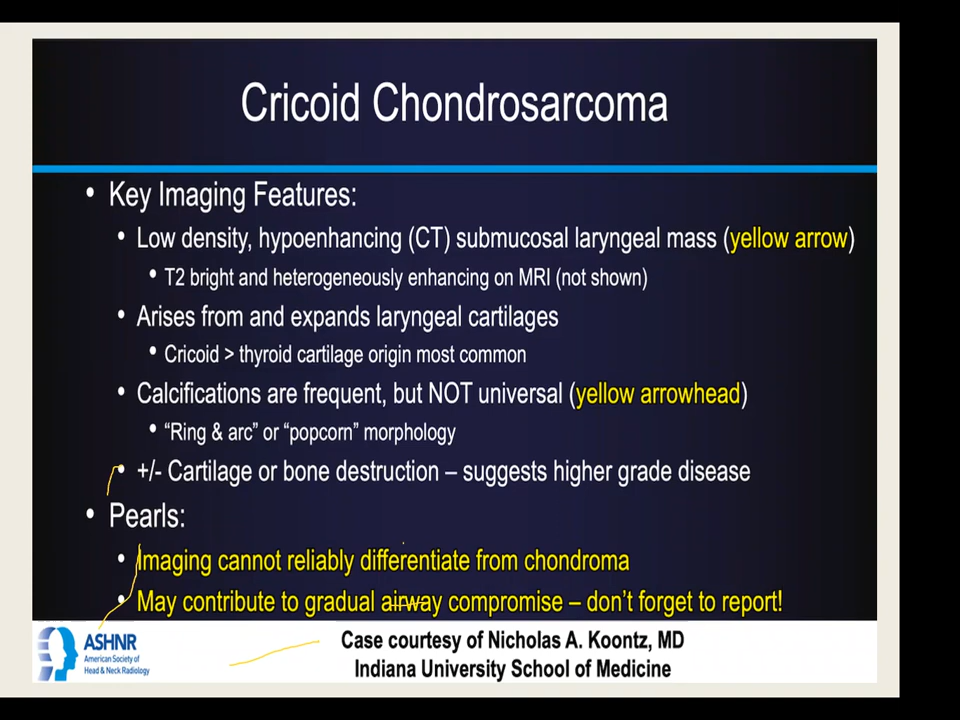 Cricoid Chondrosarcoma
• Key Imaging Features:
• Low density, hypoenhancing (CT) submucosal laryngeal mass (yellow arrow)
• T2 bright and heterogeneously enhancing on MRI (not shown)
• Arises from and expands laryngeal cartilages
• Cricoid > thyroid cartilage origin most common
• Calcifications are frequent, but NOT universal (yellow arrowhead)
• “Ring & arc” or “popcorn” morphology
• +/- Cartilage or bone destruction – suggests higher grade disease
• Pearls:
• Imaging cannot reliably differentiate from chondroma
• May contribute to gradual airway compromise – don’t forget to report!
ASHNR
American Society of
Head & Neck Radiology
Case courtesy of Nicholas A. Koontz, MD
Indiana University School of Medicine